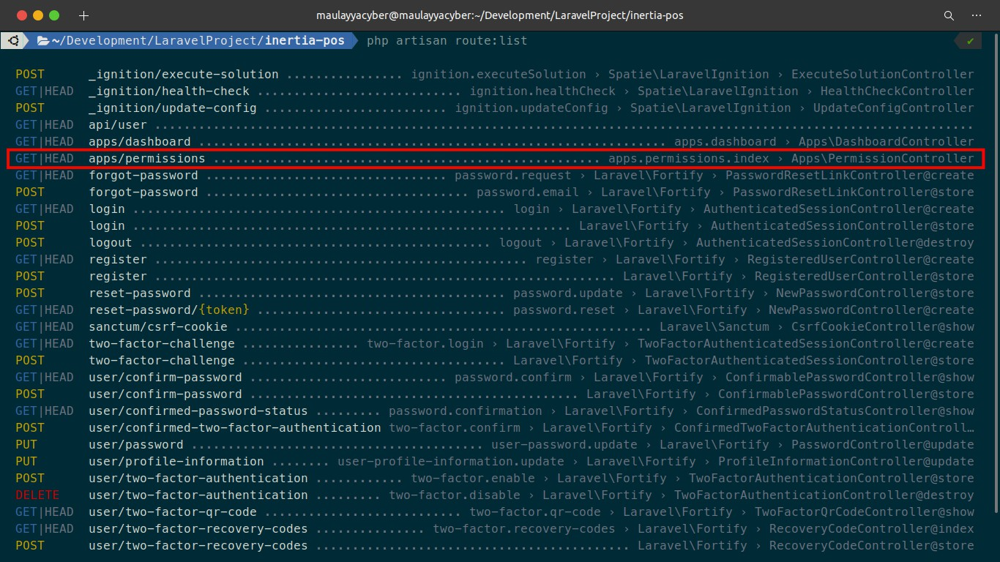 maulayyacyber@maulayyacyber:~/Development/LaravelProject/inertia-pos
~/Development/LaravelProject/inertia-pos php artisan route:list ✔
POST _ignition/execute-solution ................ ignition.executeSolution › Spatie\LaravelIgnition › ExecuteSolutionController
GET|HEAD _ignition/health-check ............................ ignition.healthCheck › Spatie\LaravelIgnition › HealthCheckController
POST _ignition/update-config ......................... ignition.updateConfig › Spatie\LaravelIgnition › UpdateConfigController
GET|HEAD api/user ................................................................................................................
GET|HEAD apps/dashboard ................................................................ apps.dashboard › Apps\DashboardController
GET|HEAD apps/permissions ..................................................... apps.permissions.index › Apps\PermissionController
GET|HEAD forgot-password ................................. password.request › Laravel\Fortify › PasswordResetLinkController@create
POST forgot-password ..................................... password.email › Laravel\Fortify › PasswordResetLinkController@store
GET|HEAD login ................................................... login › Laravel\Fortify › AuthenticatedSessionController@create
POST login ............................................................ Laravel\Fortify › AuthenticatedSessionController@store
POST logout ................................................ logout › Laravel\Fortify › AuthenticatedSessionController@destroy
GET|HEAD register ................................................... register › Laravel\Fortify › RegisteredUserController@create
POST register ............................................................... Laravel\Fortify › RegisteredUserController@store
POST reset-password .......................................... password.update › Laravel\Fortify › NewPasswordController@store
GET|HEAD reset-password/{token} .................................. password.reset › Laravel\Fortify › NewPasswordController@create
GET|HEAD sanctum/csrf-cookie ......................................................... Laravel\Sanctum › CsrfCookieController@show
GET|HEAD two-factor-challenge ................ two-factor.login › Laravel\Fortify › TwoFactorAuthenticatedSessionController@create
POST two-factor-challenge .................................... Laravel\Fortify › TwoFactorAuthenticatedSessionController@store
GET|HEAD user/confirm-password ........................... password.confirm › Laravel\Fortify › ConfirmablePasswordController@show
POST user/confirm-password ............................................. Laravel\Fortify › ConfirmablePasswordController@store
GET|HEAD user/confirmed-password-status ......... password.confirmation › Laravel\Fortify › ConfirmedPasswordStatusController@show
POST user/confirmed-two-factor-authentication two-factor.confirm › Laravel\Fortify › ConfirmedTwoFactorAuthenticationControll…
PUT user/password ........................................ user-password.update › Laravel\Fortify › PasswordController@update
PUT user/profile-information ........ user-profile-information.update › Laravel\Fortify › ProfileInformationController@update
POST user/two-factor-authentication ............ two-factor.enable › Laravel\Fortify › TwoFactorAuthenticationController@store
DELETE user/two-factor-authentication ......... two-factor.disable › Laravel\Fortify › TwoFactorAuthenticationController@destroy
GET|HEAD user/two-factor-qr-code ........................... two-factor.qr-code › Laravel\Fortify › TwoFactorQrCodeController@show
GET|HEAD user/two-factor-recovery-codes ............... two-factor.recovery-codes › Laravel\Fortify › RecoveryCodeController@index
POST user/two-factor-recovery-codes ........................................... Laravel\Fortify › RecoveryCodeController@store